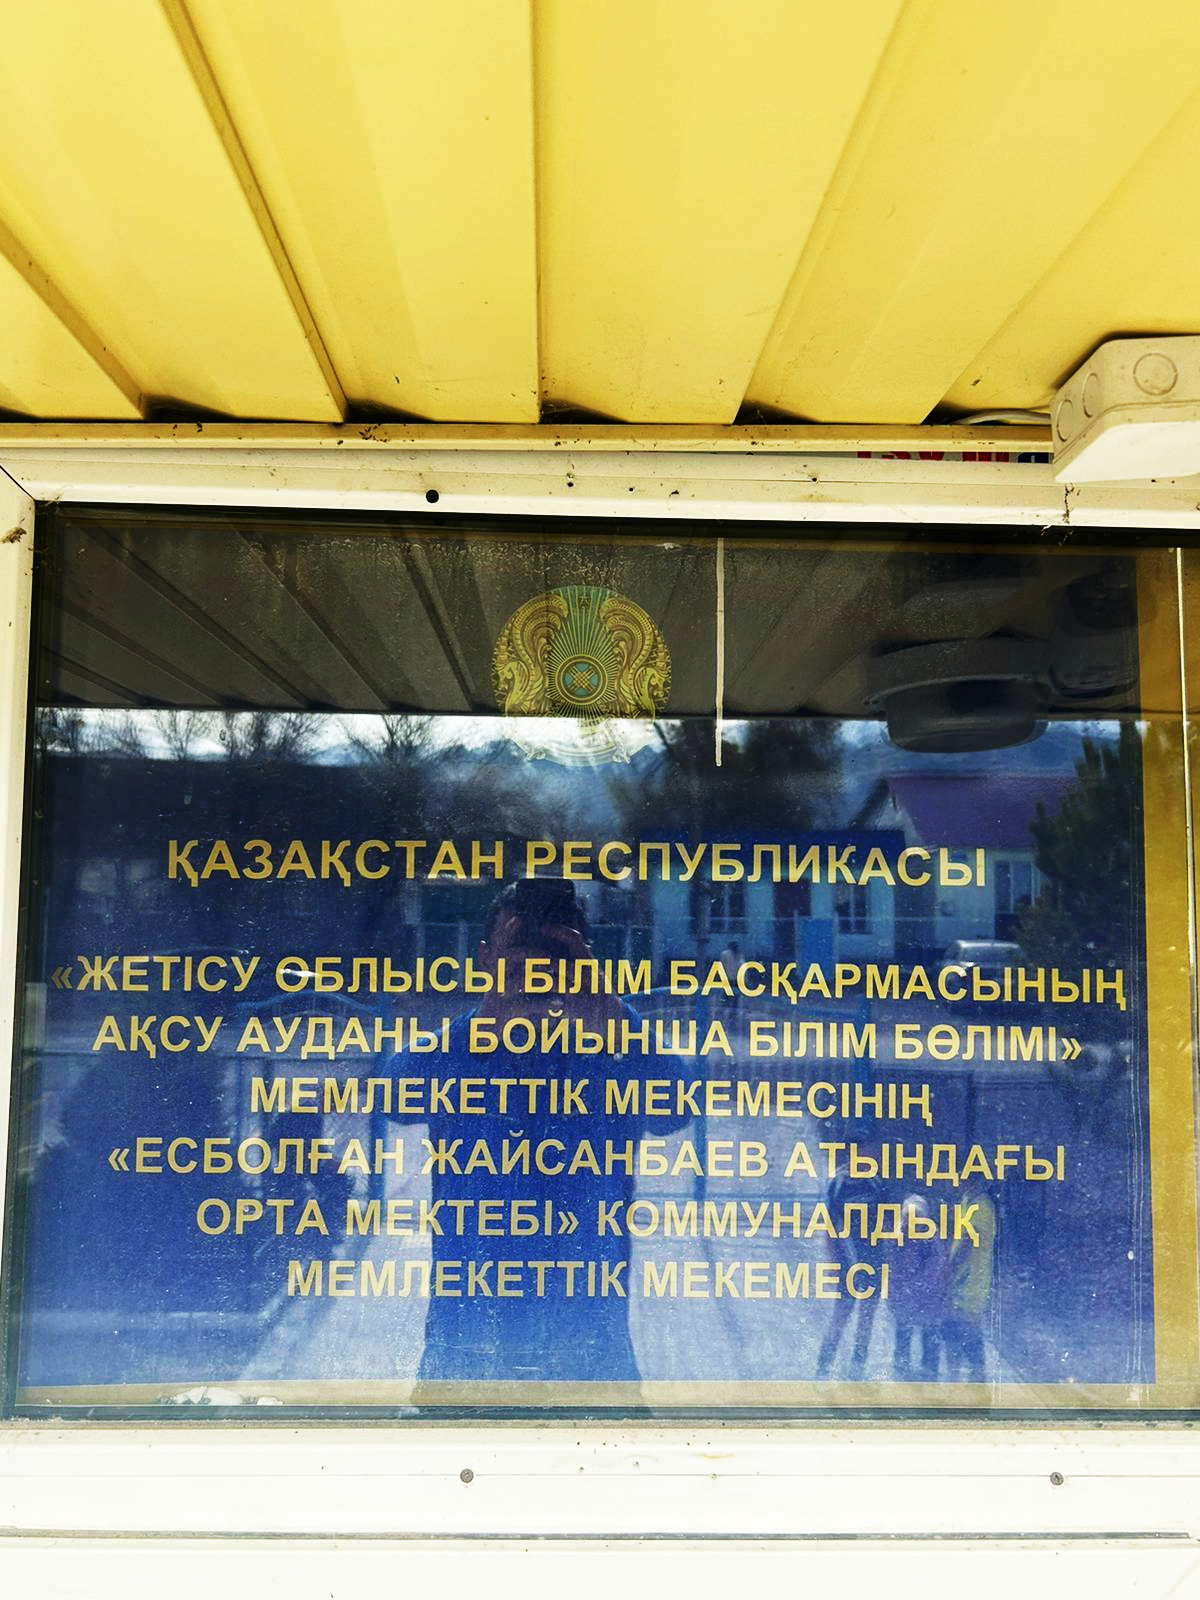 ҚАЗАҚСТАН РЕСПУБЛИКАСЫ
«ЖЕТІСУ ОБЛЫСЫ БІЛІМ БАСҚАРМАСЫНЫҢ
АҚСУ АУДАНЫ БОЙЫНША БІЛІМ БӨЛІМІ»
МЕМЛЕКЕТТІК МЕКЕМЕСІНІҢ
«ЕСБОЛҒАН ЖАЙСАНБАЕВ АТЫНДАҒЫ
ОРТА МЕКТЕБІ» КОММУНАЛДЫҚ
МЕМЛЕКЕТТІК МЕКЕМЕСІ